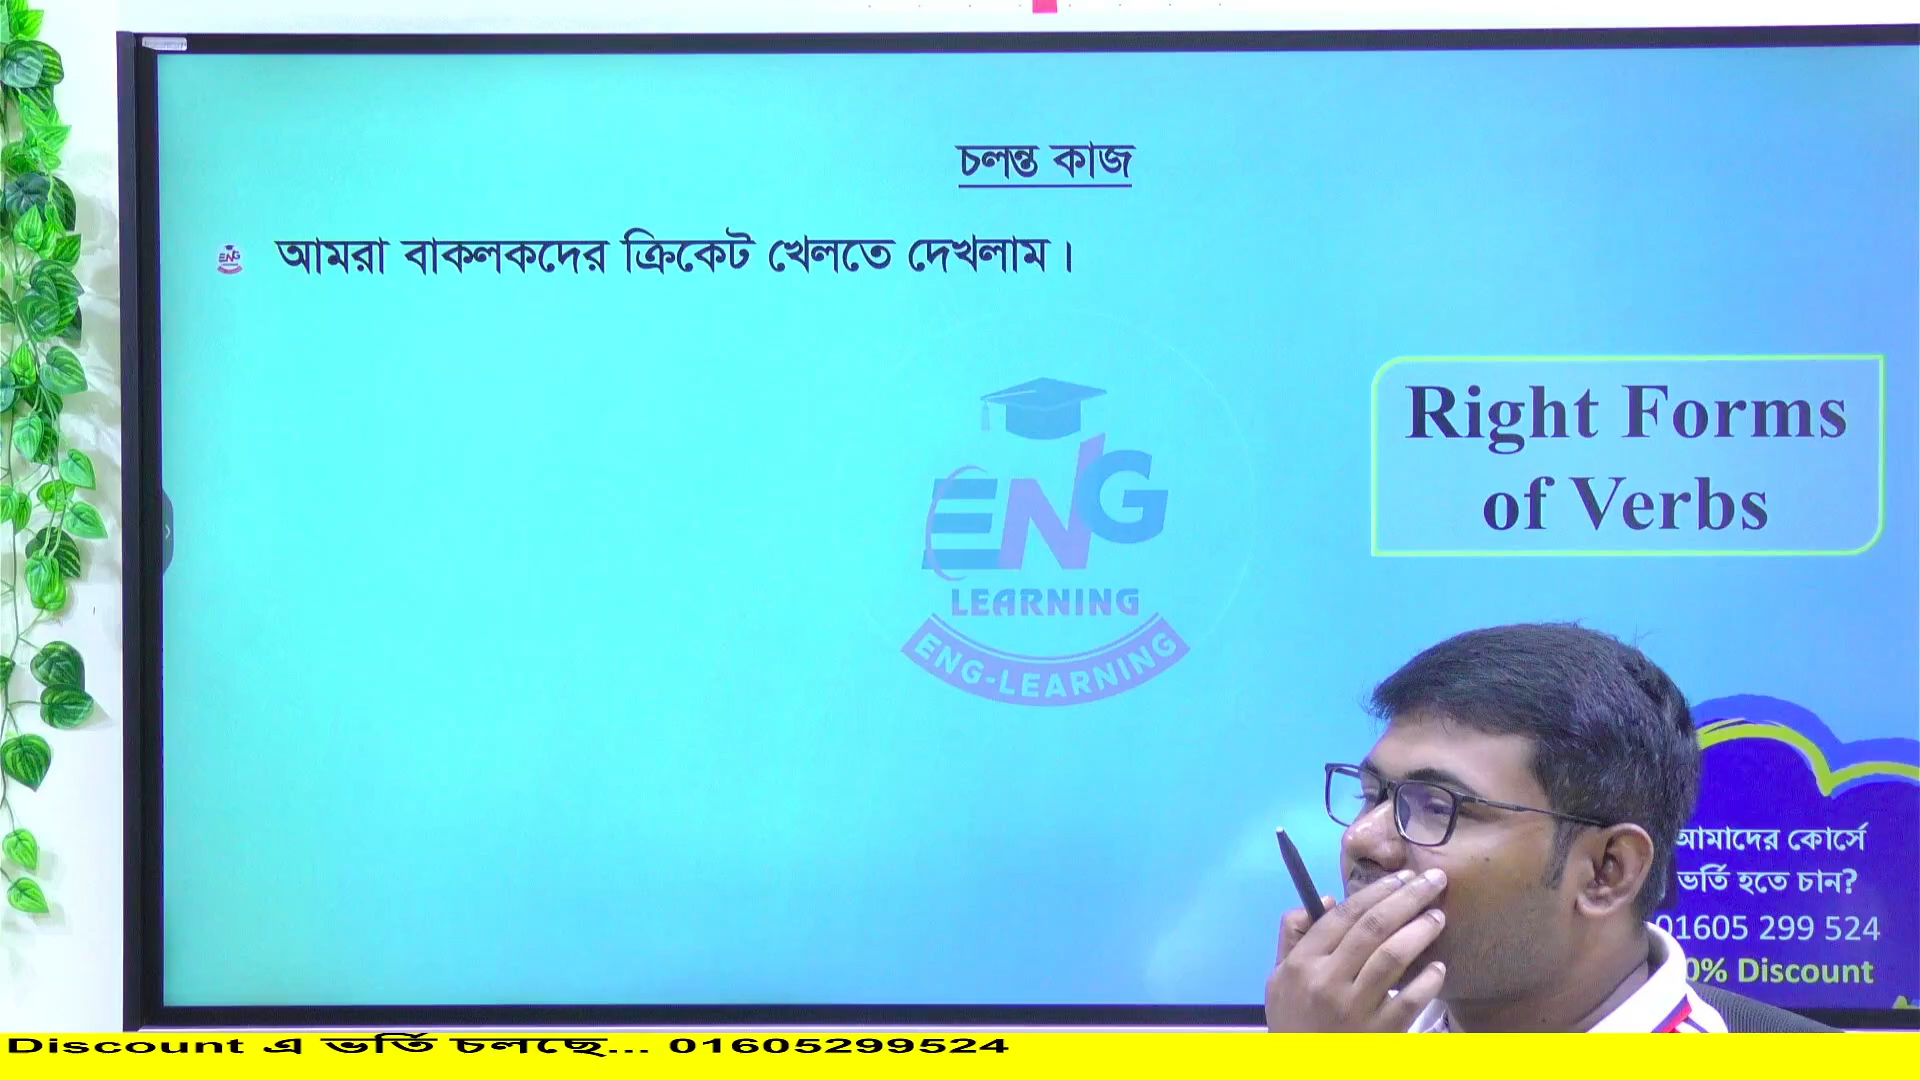 চলন্ত কাজ
আমরা বাকলকদের ক্রিকেট খেলতে দেখলাম।
Right Forms
of Verbs
ENG
LEARNING
ENG-LEARNING
আমাদের কোর্সে
ভর্তি হতে চান?
01605 299 524
0% Discount
Discount এ ভর্তি চলছে... 01605299524